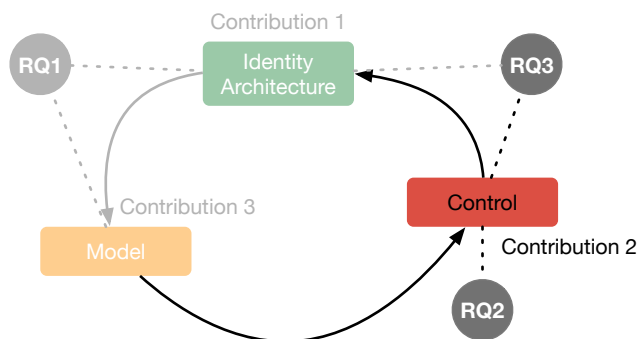 Contribution 1
RQ1
Identity
Architecture
RQ3
Contribution 3
Control
Model
Contribution 2
RQ2